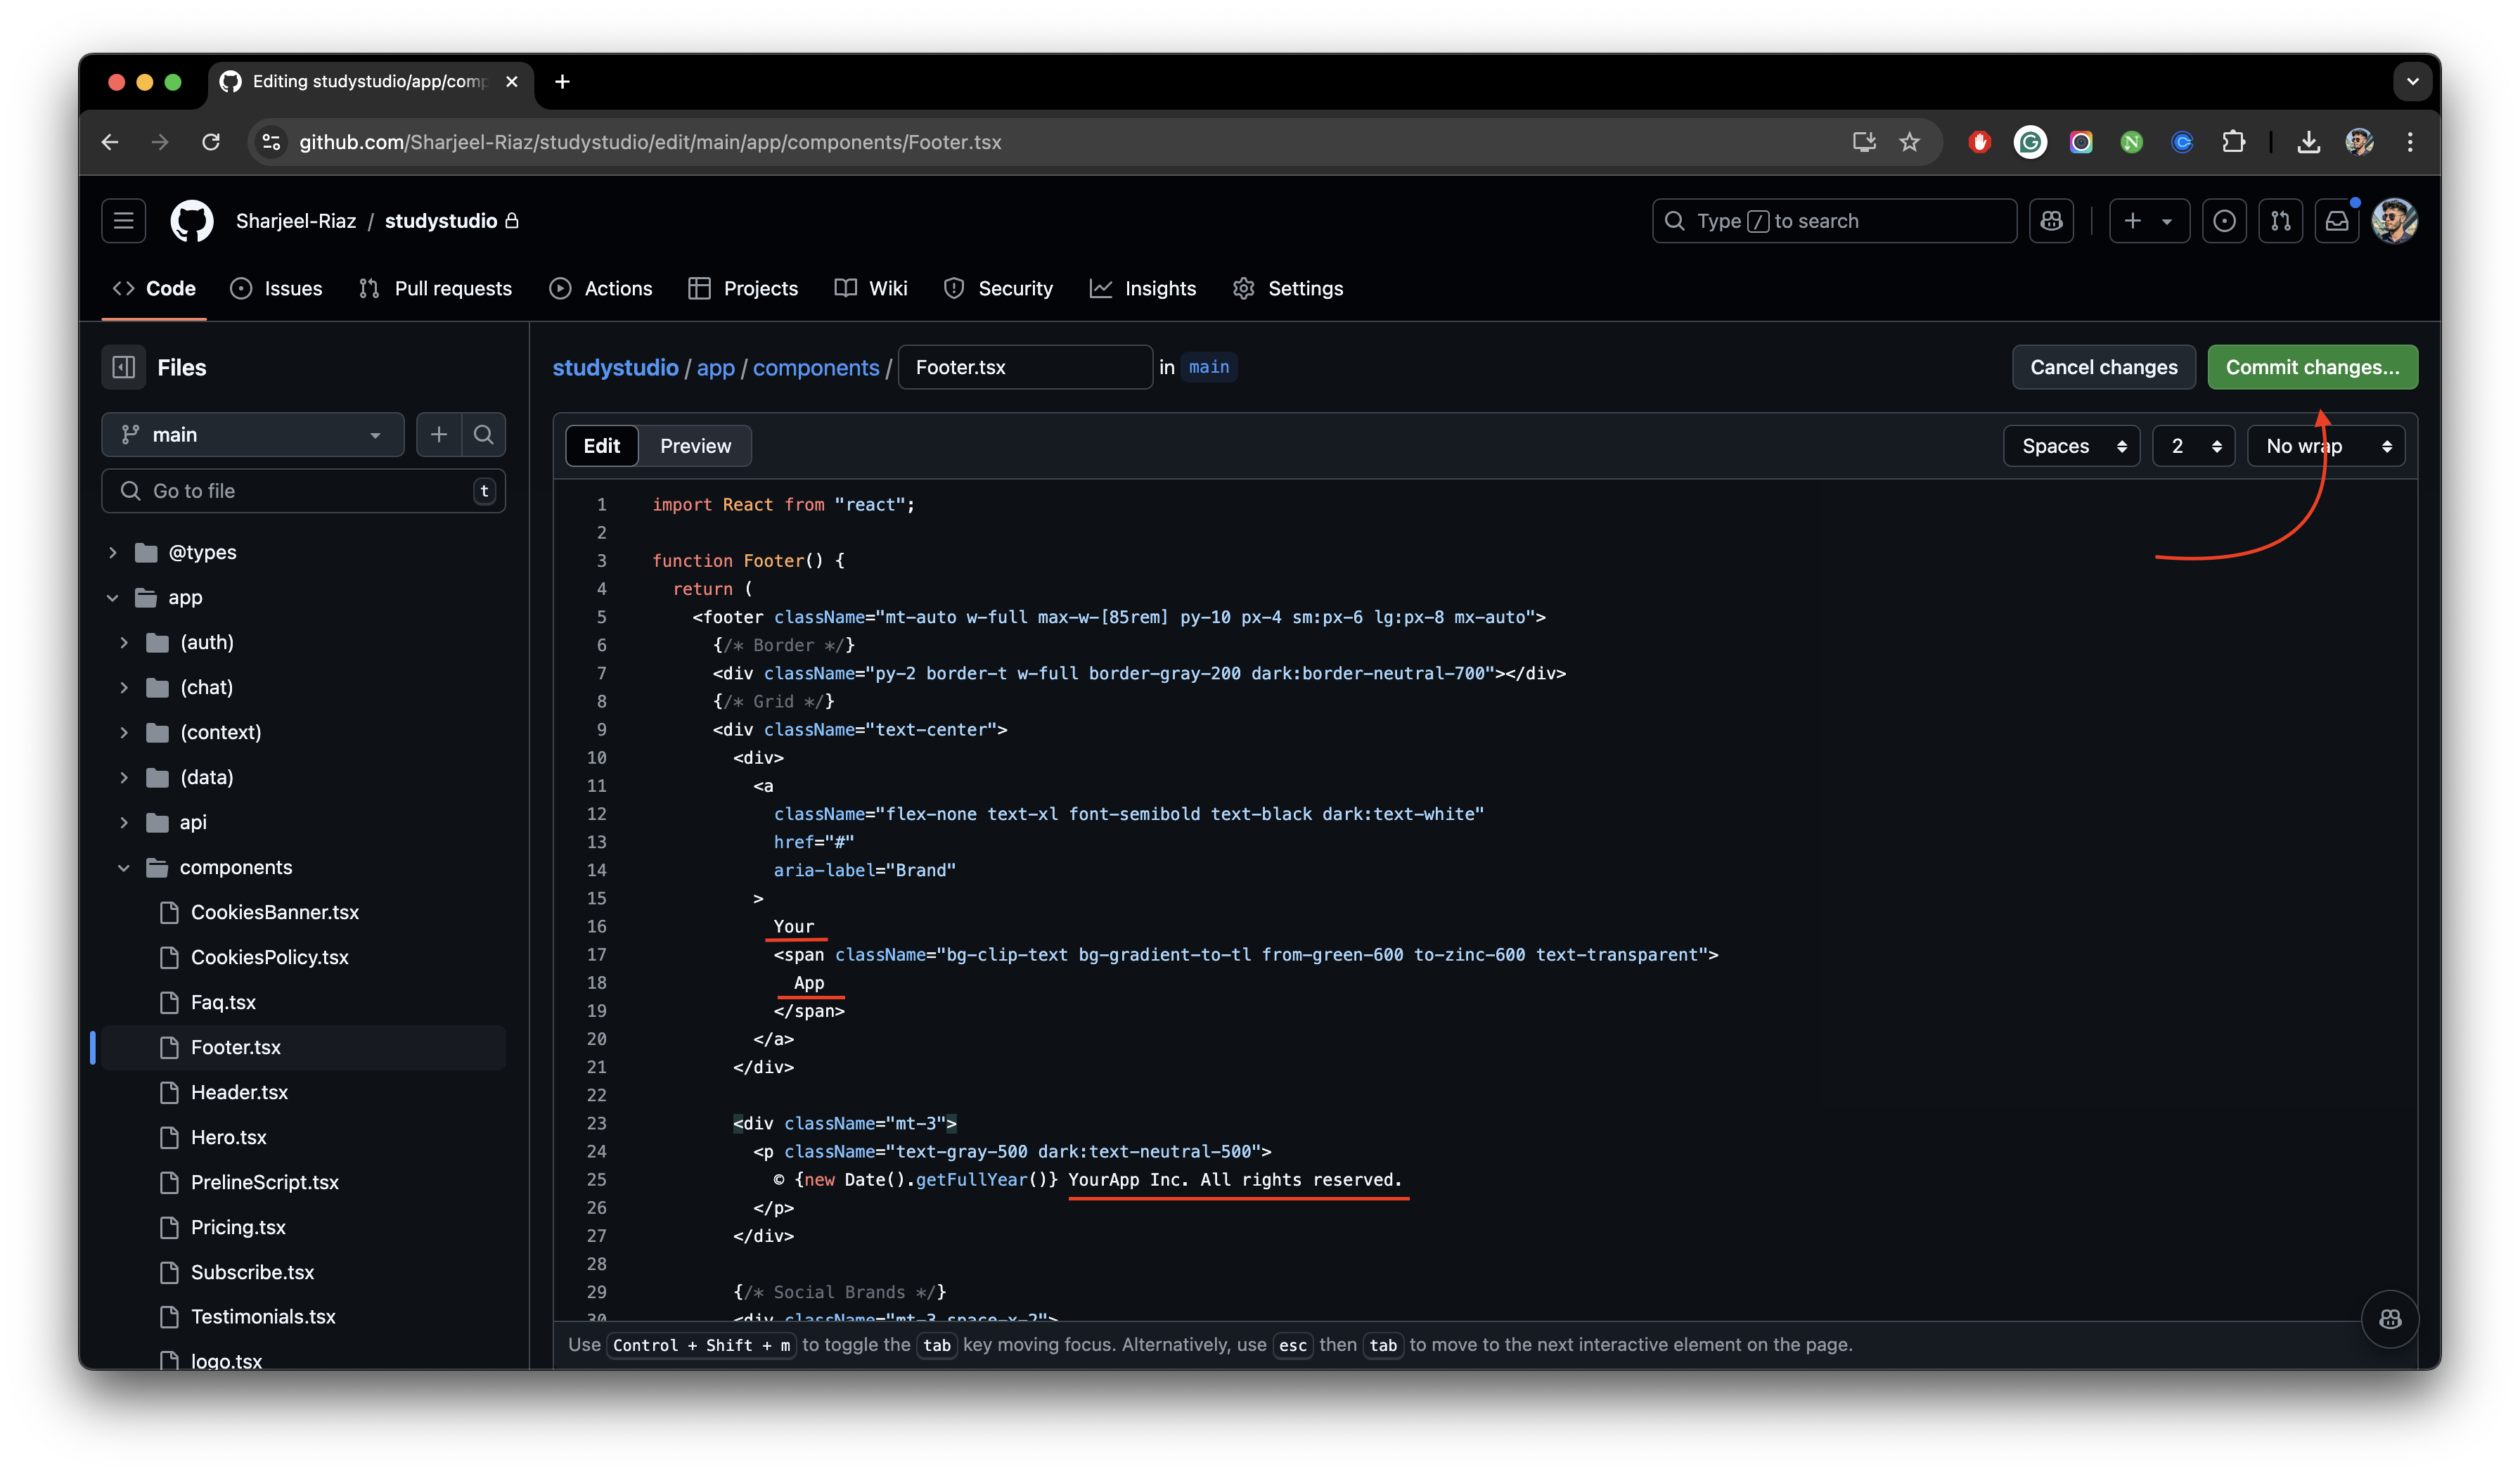 Editing studystudio/app/comp
github.com/Sharjeel-Riaz/studystudio/edit/main/app/components/Footer.tsx
Sharjeel-Riaz / studystudio
Type / to search
Code
Issues
Pull requests
Actions
Projects
Wiki
Security
Insights
Settings
Files
main
Go to file
t
@types
app
(auth)
(chat)
(context)
(data)
api
components
CookiesBanner.tsx
CookiesPolicy.tsx
Faq.tsx
Footer.tsx
Header.tsx
Hero.tsx
PrelineScript.tsx
Pricing.tsx
Subscribe.tsx
Testimonials.tsx
logo.tsx
studystudio / app / components / Footer.tsx in main
Cancel changes
Commit changes...
Edit
Preview
Spaces
2
No wrap
1 import React from "react";
2
3 function Footer() {
4 return (
5 <footer className="mt-auto w-full max-w-[85rem] py-10 px-4 sm:px-6 lg:px-8 mx-auto">
6 {/* Border */}
7 <div className="py-2 border-t w-full border-gray-200 dark:border-neutral-700"></div>
8 {/* Grid */}
9 <div className="text-center">
10 <div>
11 <a
12 className="flex-none text-xl font-semibold text-black dark:text-white"
13 href="#"
14 aria-label="Brand"
15 >
16 Your
17 <span className="bg-clip-text bg-gradient-to-tl from-green-600 to-zinc-600 text-transparent">
18 App
19 </span>
20 </a>
21 </div>
22
23 <div className="mt-3">
24 <p className="text-gray-500 dark:text-neutral-500">
25 © {new Date().getFullYear()} YourApp Inc. All rights reserved.
26 </p>
27 </div>
28
29 {/* Social Brands */}
30 <div className="mt-3 space-x-2">
Use Control + Shift + m to toggle the tab key moving focus. Alternatively, use esc then tab to move to the next interactive element on the page.